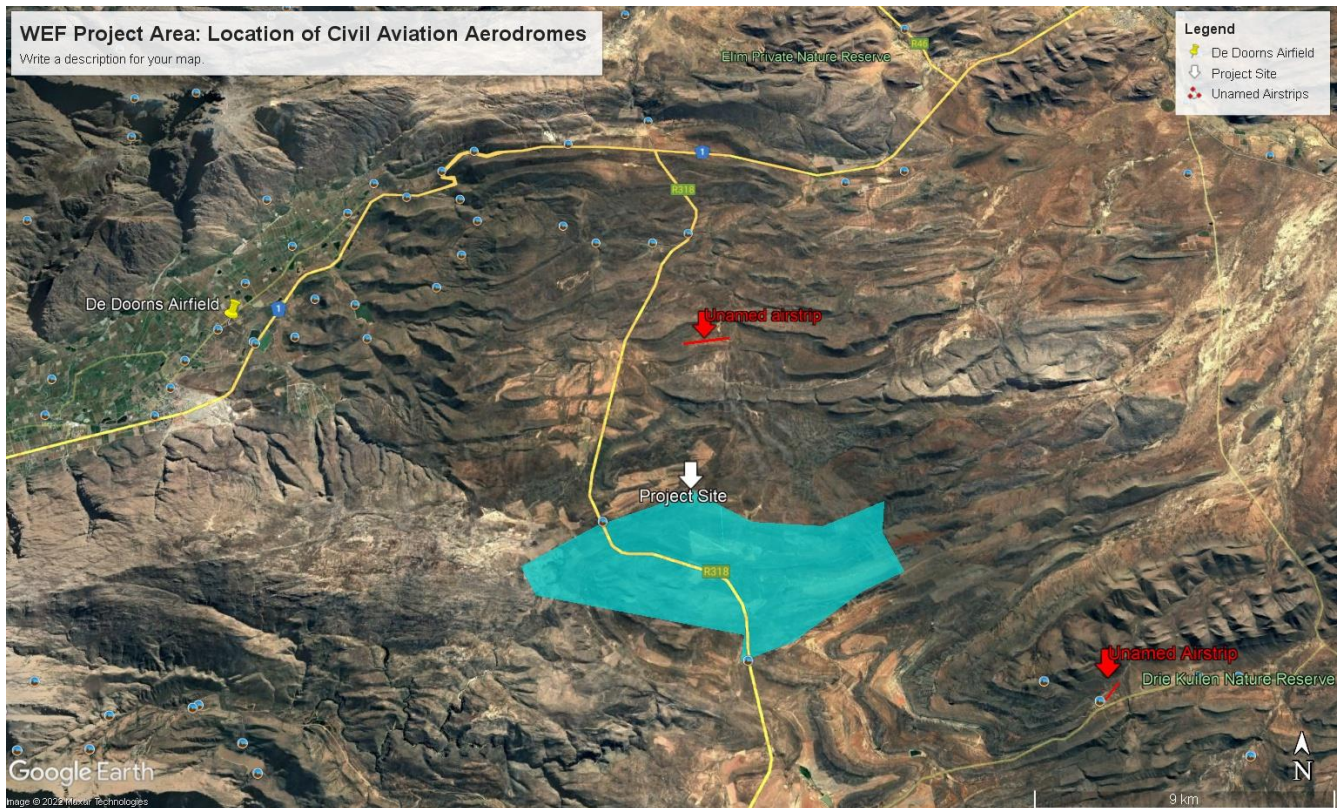 WEF Project Area: Location of Civil Aviation Aerodromes
Write a description for your map.
Legend
De Doorns Airfield
Project Site
Unamed Airstrips
R46
Elim Private Nature Reserve
1
R318
De Doorns Airfield
1
Unamed airstrip
Project Site
R318
Unamed Airstrip
Drie Kuilen Nature Reserve
Google Earth
Image © 2022 Maxar Technologies
N
9 km